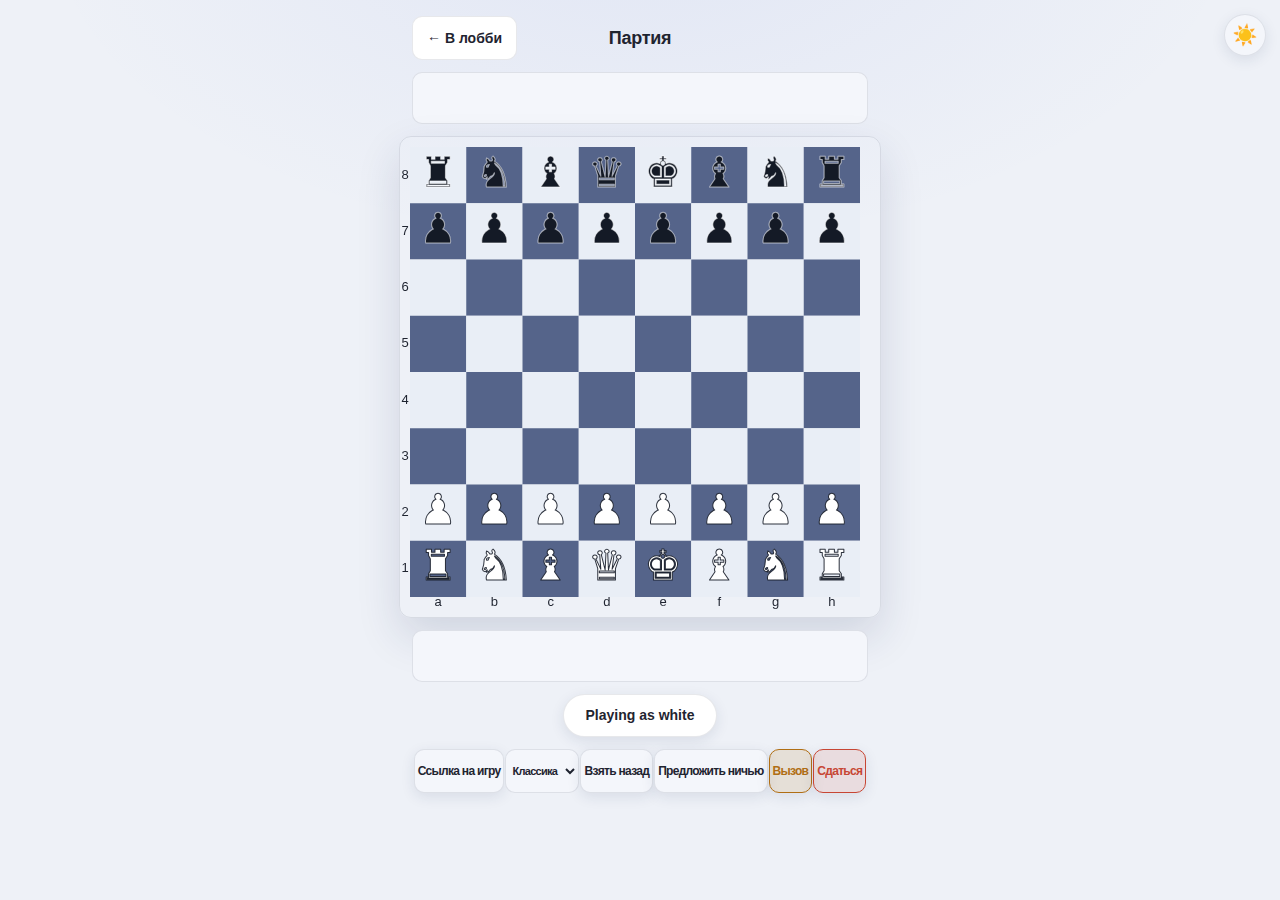 ← В лобби
Партия
8
7
6
5
4
3
2
1
a b c d e f g h
Playing as white
Ссылка на игру Классика Взять назад Предложить ничью Вызов Сдаться